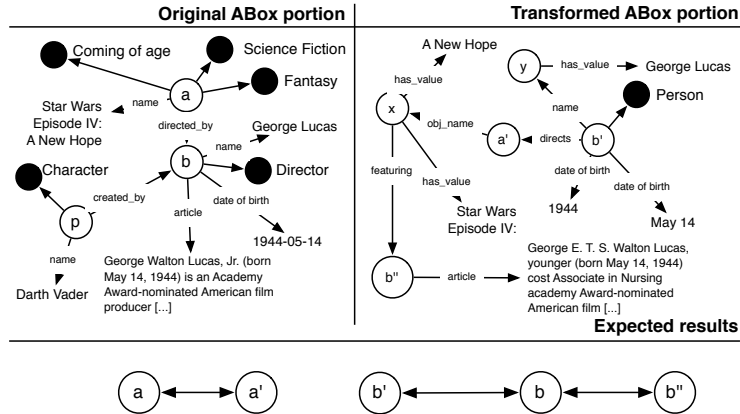 Original ABox portion
Coming of age
Science Fiction
a
Fantasy
name
Star Wars
Episode IV:
A New Hope
directed_by
George Lucas
name
Character
b
Director
created_by
date of birth
p
article
1944-05-14
name
George Walton Lucas, Jr. (born
May 14, 1944) is an Academy
Award-nominated American film
producer [...]
Darth Vader
Transformed ABox portion
A New Hope
y
has_value
George Lucas
has_value
Person
name
x
obj_name
a'
directs
b'
featuring
date of birth
has_value
date of birth
1944
Star Wars
Episode IV:
May 14
George E. T. S. Walton Lucas,
younger (born May 14, 1944)
cost Associate in Nursing
academy Award-nominated
American film [...]
b"
article
Expected results
a
a'
b'
b
b"